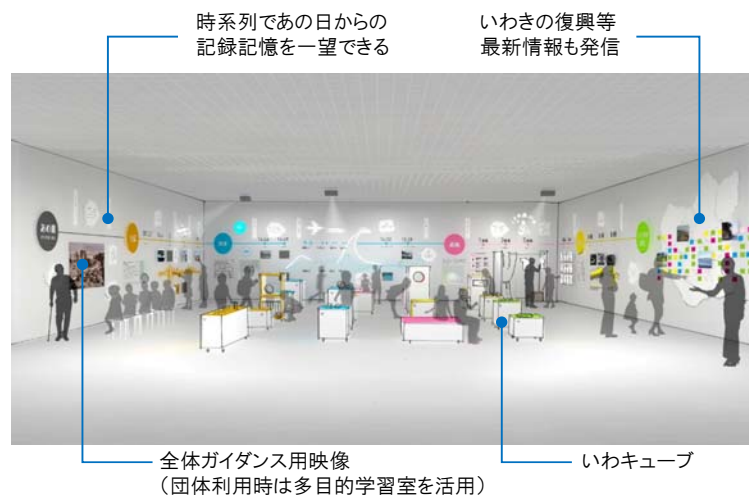 時系列であの日からの
記録記憶を一望できる
いわきの復興等
最新情報も発信
全体ガイダンス用映像
（団体利用時は多目的学習室を活用）
いわキューブ